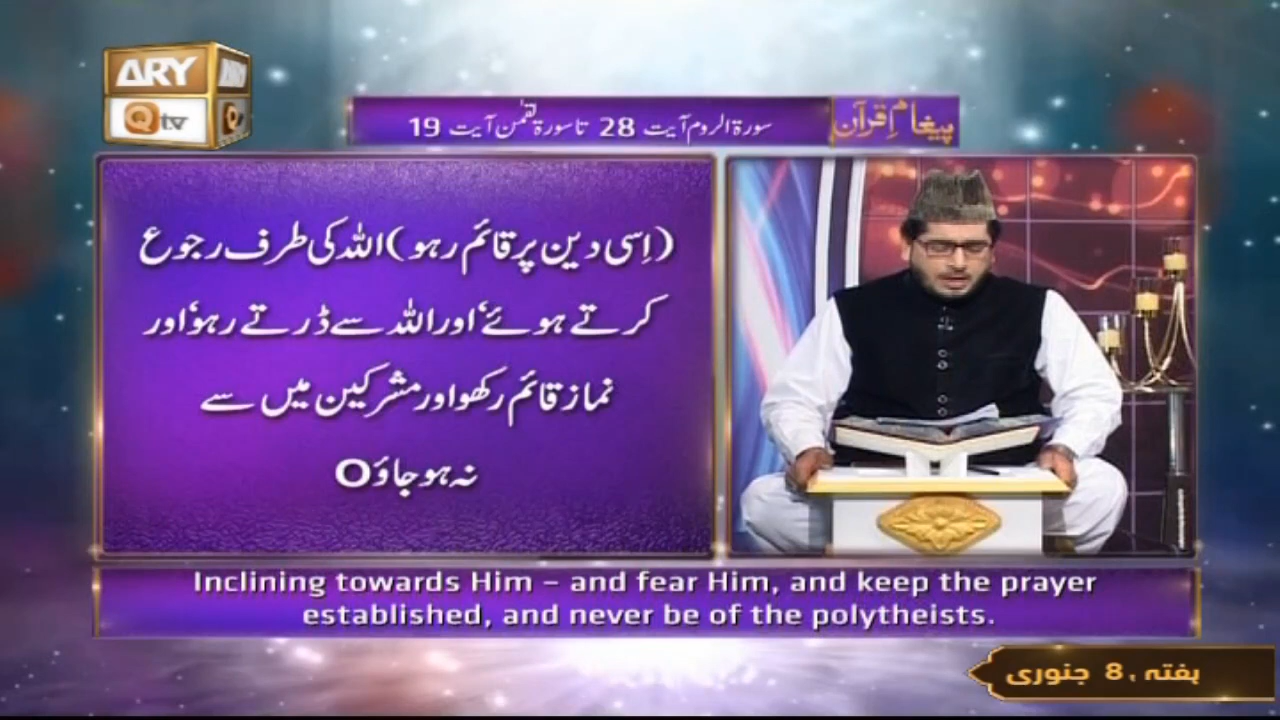 ARY
Qtv
پیغامِ قرآن
سورة الروم آیت 28 تا سورة لقمٰن آیت 19
(اِسی دین پر قائم رہو) اللہ کی طرف رجوع
کرتے ہوئے‘ اور اللہ سے ڈرتے رہو‘ اور
نماز قائم رکھو اور مشرکین میں سے
نہ ہو جاؤO
Inclining towards Him – and fear Him, and keep the prayer
established, and never be of the polytheists.
ہفتہ، 8 جنوری